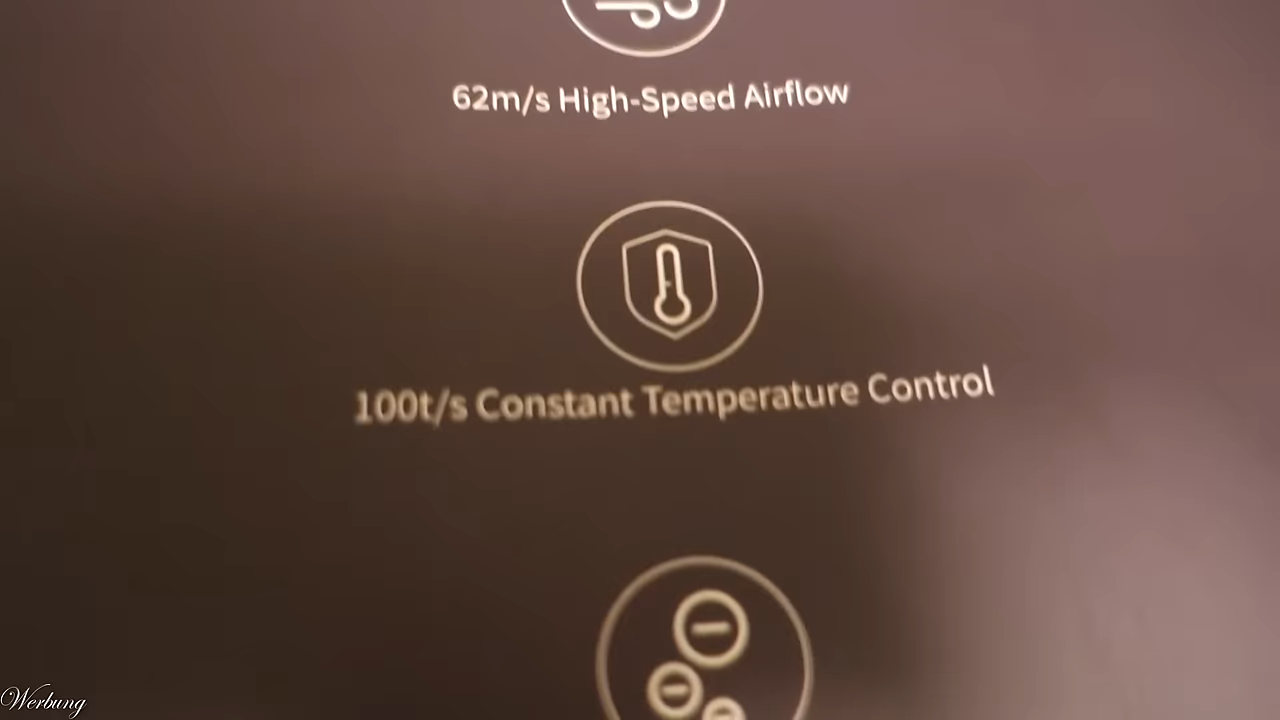 62m/s High-Speed Airflow
100t/s Constant Temperature Control
Werbung